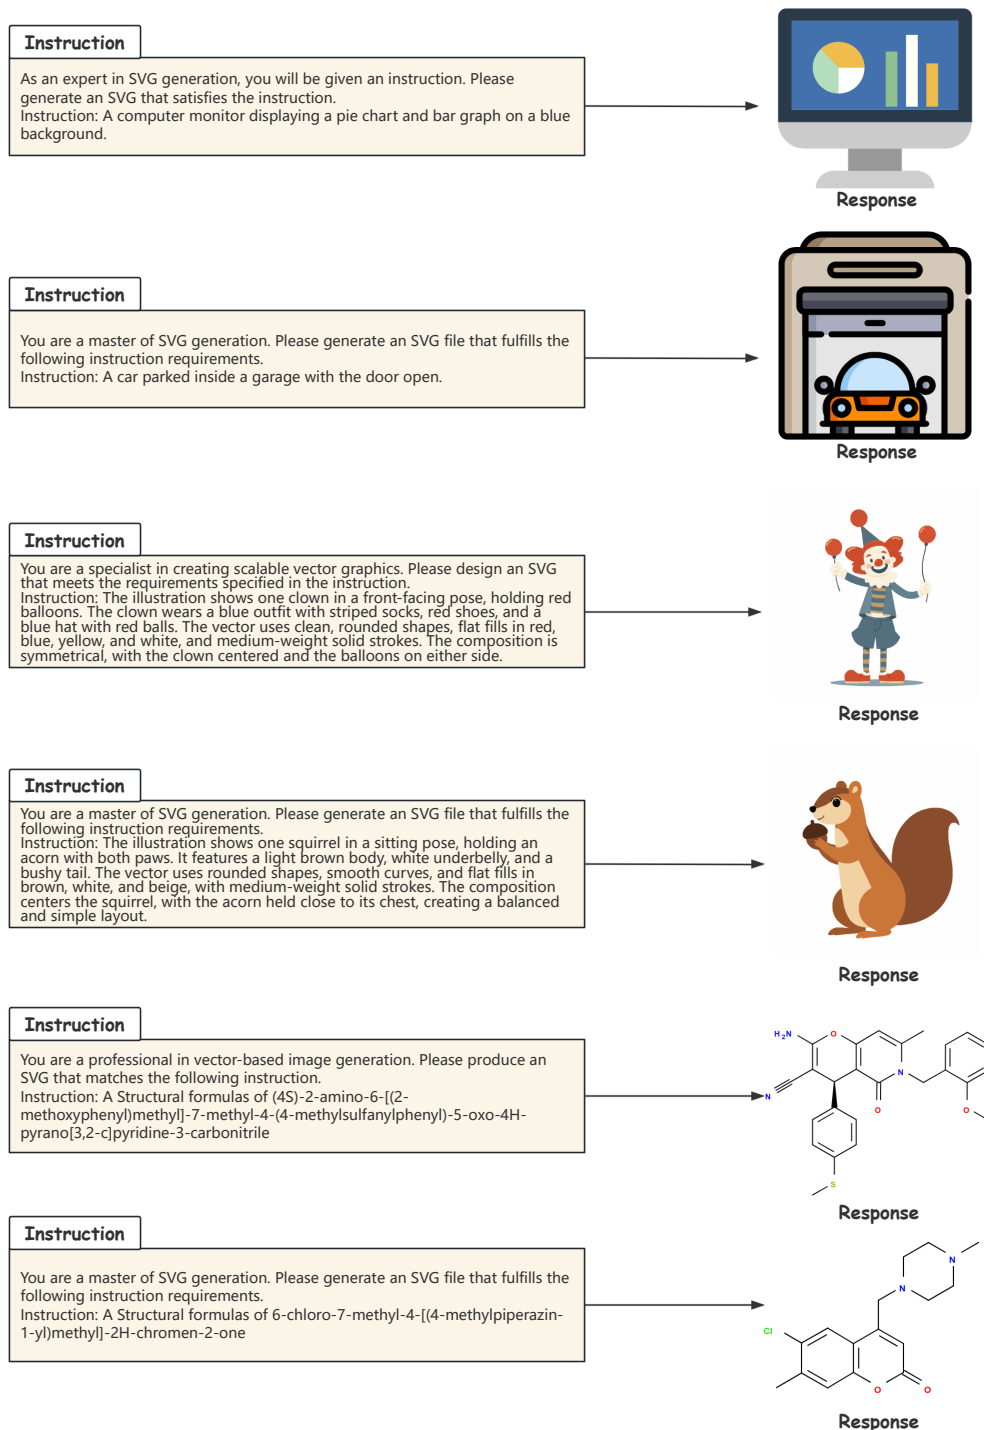 Instruction
As an expert in SVG generation, you will be given an instruction. Please
generate an SVG that satisfies the instruction.
Instruction: A computer monitor displaying a pie chart and bar graph on a blue
background.
Response
Instruction
You are a master of SVG generation. Please generate an SVG file that fulfills the
following instruction requirements.
Instruction: A car parked inside a garage with the door open.
Response
Instruction
You are a specialist in creating scalable vector graphics. Please design an SVG
that meets the requirements specified in the instruction.
Instruction: The illustration shows one clown in a front-facing pose, holding red
balloons. The clown wears a blue outfit with striped socks, red shoes, and a
blue hat with red balls. The vector uses clean, rounded shapes, flat fills in red,
blue, yellow, and white, and medium-weight solid strokes. The composition is
symmetrical, with the clown centered and the balloons on either side.
Response
Instruction
You are a master of SVG generation. Please generate an SVG file that fulfills the
following instruction requirements.
Instruction: The illustration shows one squirrel in a sitting pose, holding an
acorn with both paws. It features a light brown body, white underbelly, and a
bushy tail. The vector uses rounded shapes, smooth curves, and flat fills in
brown, white, and beige, with medium-weight solid strokes. The composition
centers the squirrel, with the acorn held close to its chest, creating a balanced
and simple layout.
Response
Instruction
You are a professional in vector-based image generation. Please produce an
SVG that matches the following instruction.
Instruction: A Structural formulas of (4S)-2-amino-6-[(2-
methoxyphenyl)methyl]-7-methyl-4-(4-methylsulfanylphenyl)-5-oxo-4H-
pyrano[3,2-c]pyridine-3-carbonitrile
H2N
O
N
N
O
O
S
Response
Instruction
You are a master of SVG generation. Please generate an SVG file that fulfills the
following instruction requirements.
Instruction: A Structural formulas of 6-chloro-7-methyl-4-[(4-methylpiperazin-
1-yl)methyl]-2H-chromen-2-one
N
N
Cl
O
O
Response